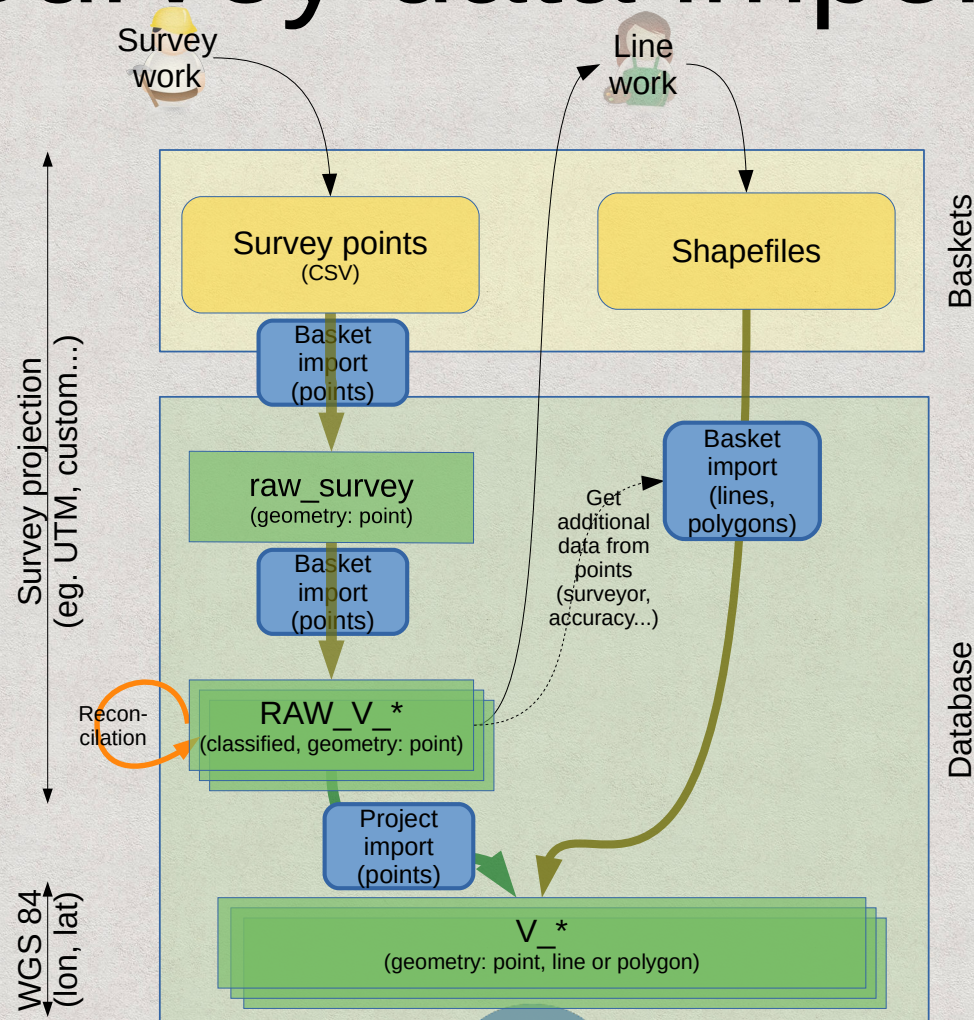 Survey
work
Line
work
Survey points
(CSV)
Shapefiles
Baskets
Basket
import
(points)
Survey projection
(eg. UTM, custom...)
raw_survey
(geometry: point)
Basket
import
(lines,
polygons)
Get
additional
data from
points
(surveyor,
accuracy...)
Basket
import
(points)
Database
Recon-
cilation
RAW_V_*
(classified, geometry: point)
Project
import
(points)
WGS 84
(lon, lat)
V_*
(geometry: point, line or polygon)